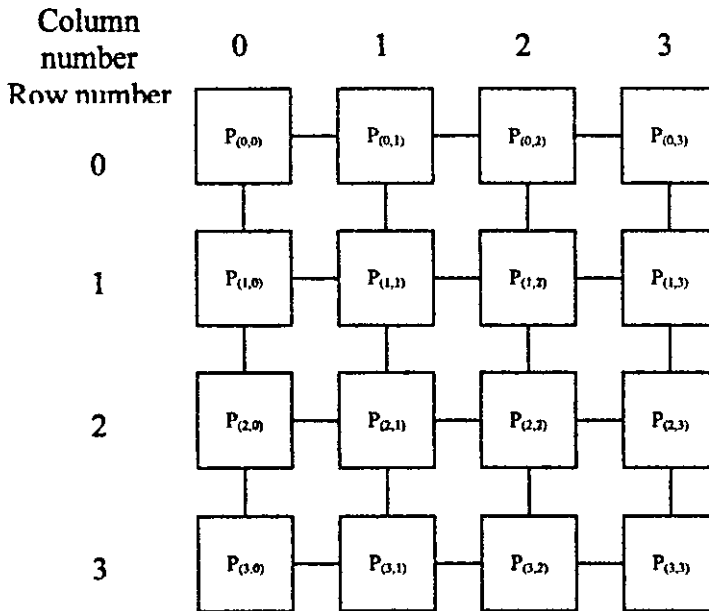 Column
number 0 1 2 3
Row number
P(0,0) P(0,1) P(0,2) P(0,3)
0
P(1,0) P(1,1) P(1,2) P(1,3)
1
P(2,0) P(2,1) P(2,2) P(2,3)
2
P(3,0) P(3,1) P(3,2) P(3,3)
3